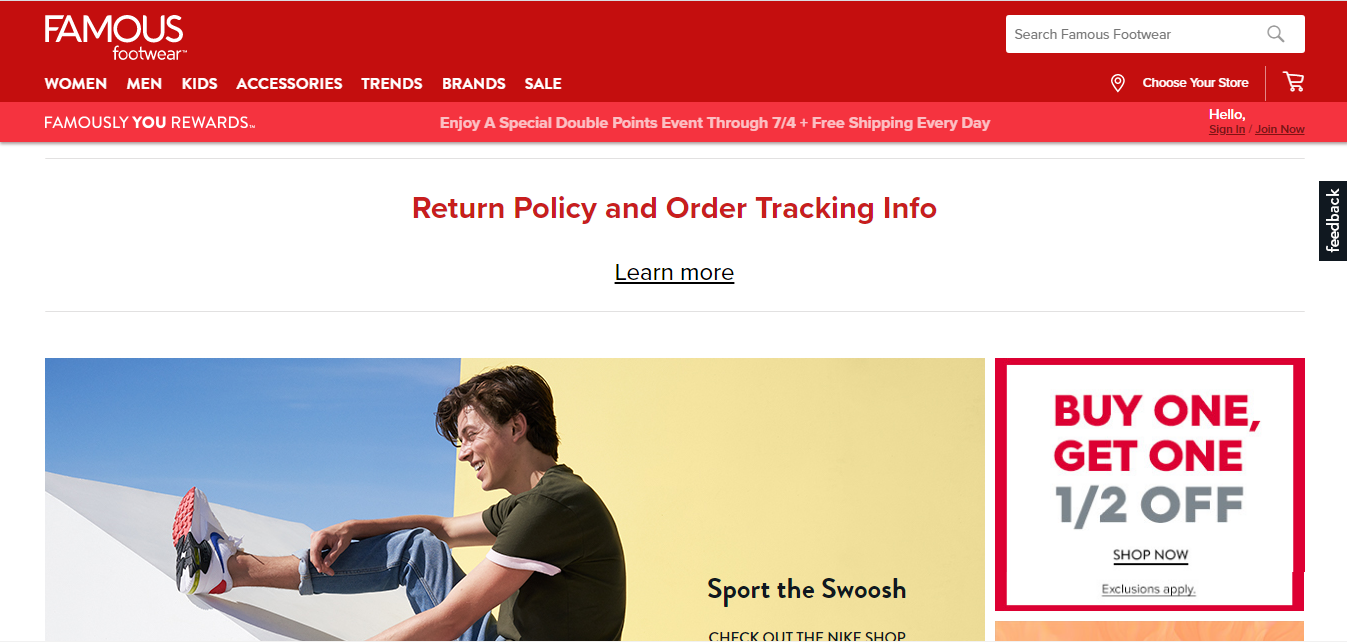 FAMOUS
footwear™
Search Famous Footwear
WOMEN MEN KIDS ACCESSORIES TRENDS BRANDS SALE
Choose Your Store
FAMOUSLY YOU REWARDS™
Enjoy A Special Double Points Event Through 7/4 + Free Shipping Every Day
Hello,
Sign In / Join Now
feedback
Return Policy and Order Tracking Info
Learn more
Sport the Swoosh
CHECK OUT THE NIKE SHOP
BUY ONE,
GET ONE
1/2 OFF
SHOP NOW
Exclusions apply.